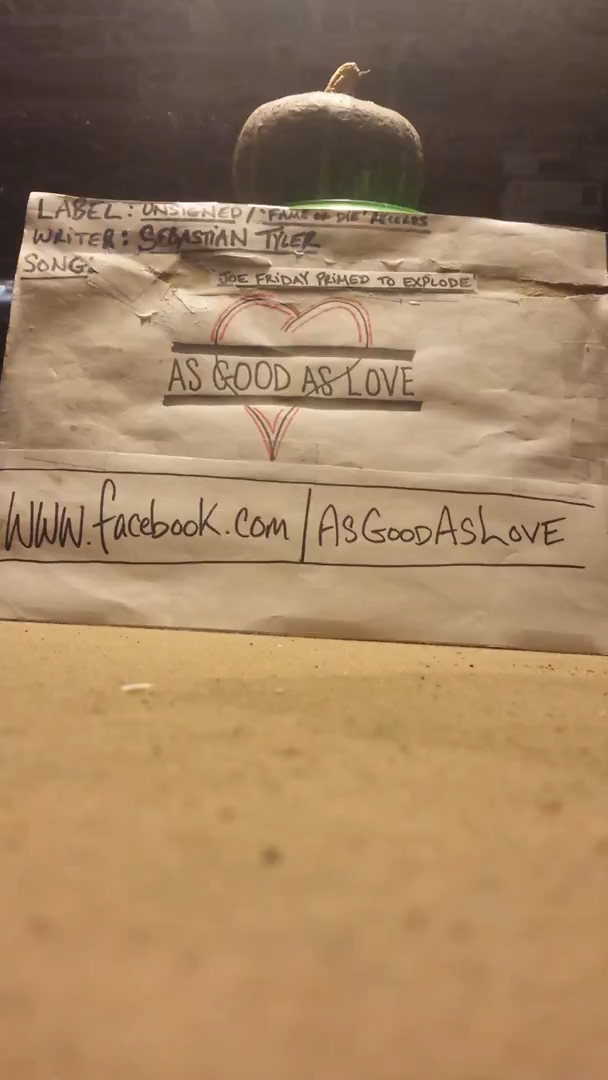 LABEL: UNSIGNED / "FAME OR DIE" RECORDS
WRITER: SEBASTIAN TYLER
SONG:
JOE FRIDAY PRIMED TO EXPLODE
AS GOOD AS LOVE
WWW.facebook.com/ASGOODASLOVE